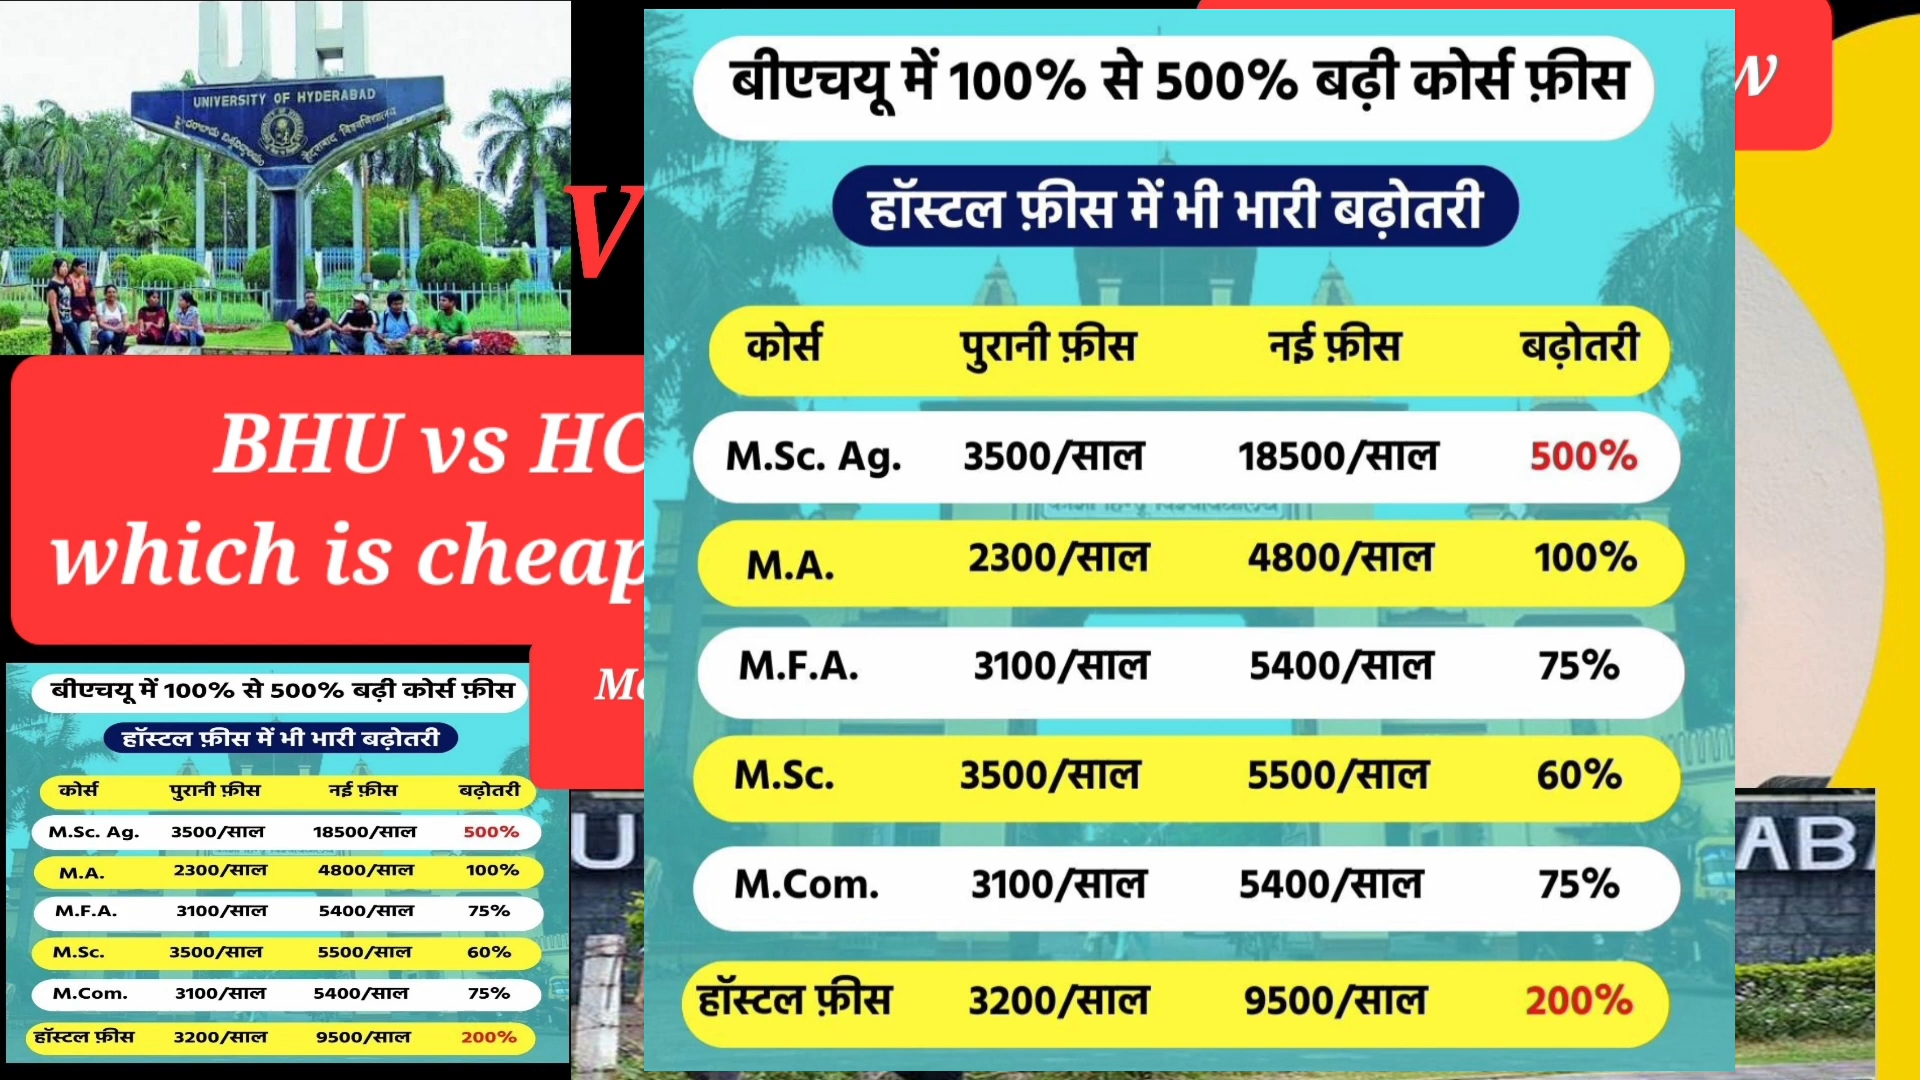 UH
UNIVERSITY OF HYDERABAD
V
BHU vs HC
which is cheap
बीएचयू में 100% से 500% बढ़ी कोर्स फ़ीस
हॉस्टल फ़ीस में भी भारी बढ़ोतरी
कोर्स पुरानी फ़ीस नई फ़ीस बढ़ोतरी
M.Sc. Ag. 3500/साल 18500/साल 500%
M.A. 2300/साल 4800/साल 100%
M.F.A. 3100/साल 5400/साल 75%
M.Sc. 3500/साल 5500/साल 60%
M.Com. 3100/साल 5400/साल 75%
हॉस्टल फ़ीस 3200/साल 9500/साल 200%
बीएचयू में 100% से 500% बढ़ी कोर्स फ़ीस
हॉस्टल फ़ीस में भी भारी बढ़ोतरी
कोर्स पुरानी फ़ीस नई फ़ीस बढ़ोतरी
M.Sc. Ag. 3500/साल 18500/साल 500%
M.A. 2300/साल 4800/साल 100%
M.F.A. 3100/साल 5400/साल 75%
M.Sc. 3500/साल 5500/साल 60%
M.Com. 3100/साल 5400/साल 75%
हॉस्टल फ़ीस 3200/साल 9500/साल 200%